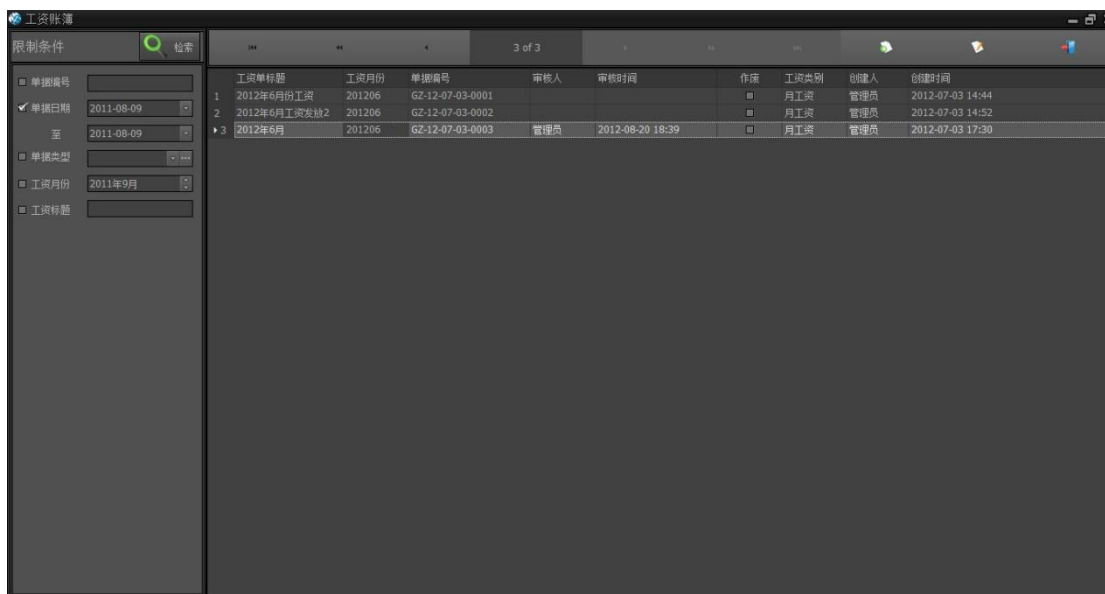 工资账薄
限制条件 检索
3 of 3
单据编号
单据日期 2011-08-09
至 2011-08-09
单据类型
工资月份 2011年9月
工资标题
工资单标题 工资月份 单据编号 审核人 审核时间 作废 工资类别 创建人 创建时间
1 2012年6月份工资 201206 GZ-12-07-03-0001 月工资 管理员 2012-07-03 14:44
2 2012年6月工资发放2 201206 GZ-12-07-03-0002 月工资 管理员 2012-07-03 14:52
3 2012年6月 201206 GZ-12-07-03-0003 管理员 2012-08-20 18:39 月工资 管理员 2012-07-03 17:30